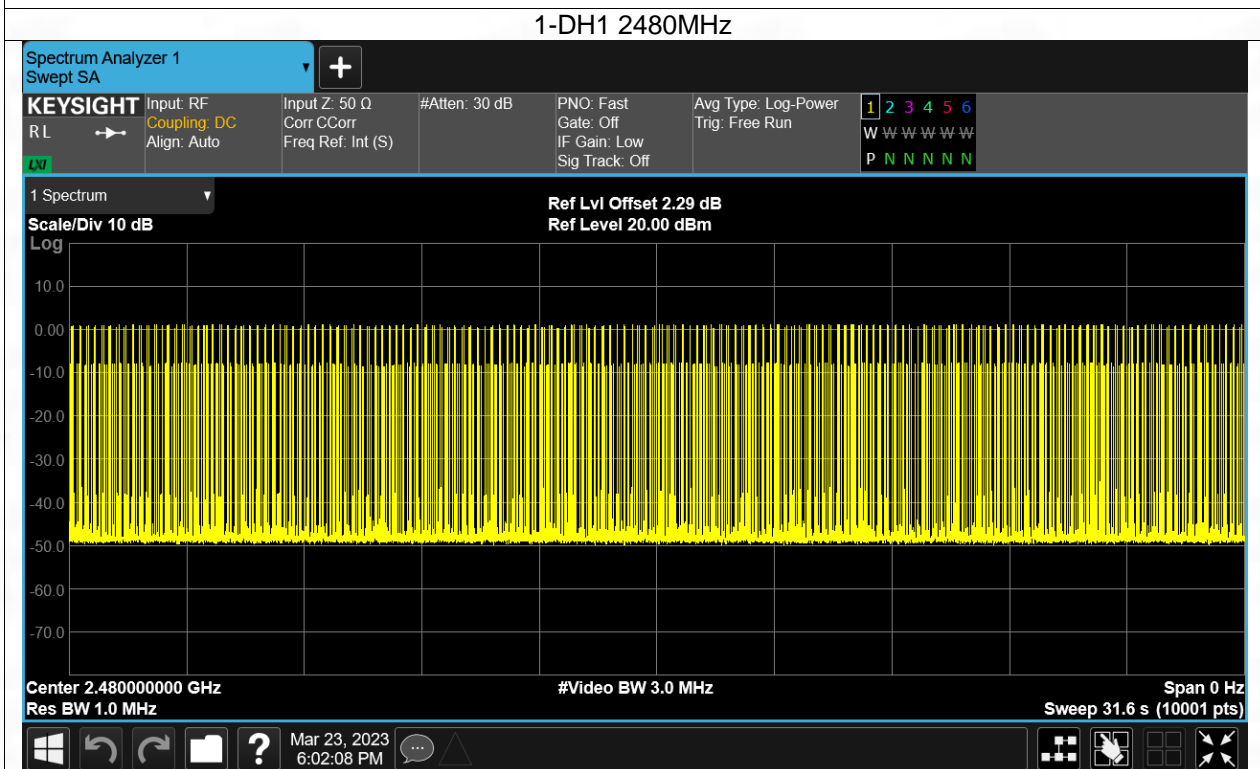 1-DH1 2480MHz
Spectrum Analyzer 1
Swept SA
KEYSIGHT
R L
LXI
Input: RF
Coupling: DC
Align: Auto
Input Z: 50 Ω
Corr CCorr
Freq Ref: Int (S)
#Atten: 30 dB
PNO: Fast
Gate: Off
IF Gain: Low
Sig Track: Off
Avg Type: Log-Power
Trig: Free Run
1 2 3 4 5 6
W W W W W W
P N N N N N
1 Spectrum
Scale/Div 10 dB
Ref Lvl Offset 2.29 dB
Ref Level 20.00 dBm
Log
10.0
0.00
-10.0
-20.0
-30.0
-40.0
-50.0
-60.0
-70.0
Center 2.480000000 GHz
#Video BW 3.0 MHz
Span 0 Hz
Res BW 1.0 MHz
Sweep 31.6 s (10001 pts)
?
Mar 23, 2023
6:02:08 PM